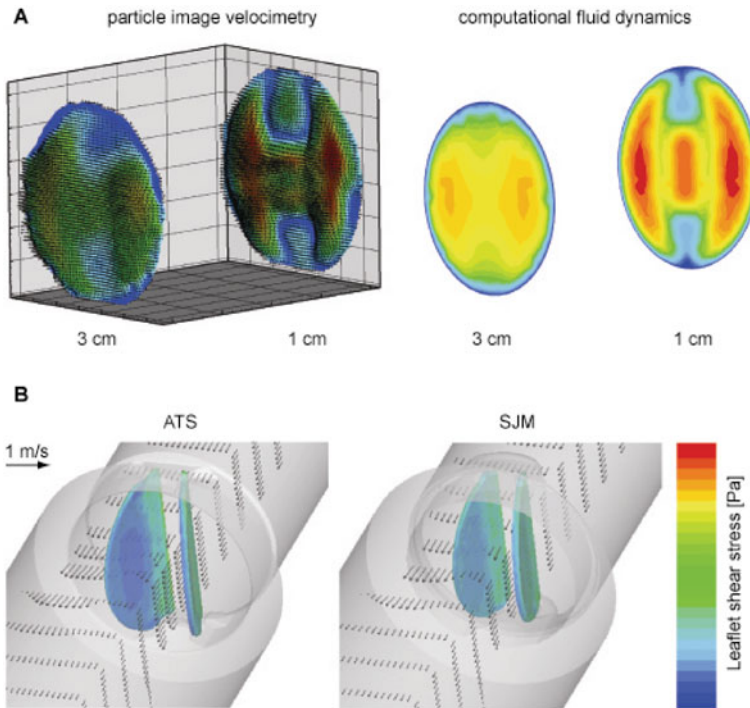 A
particle image velocimetry
computational fluid dynamics
3 cm
1 cm
3 cm
1 cm
B
ATS
SJM
1 m/s
Leaflet shear stress [Pa]